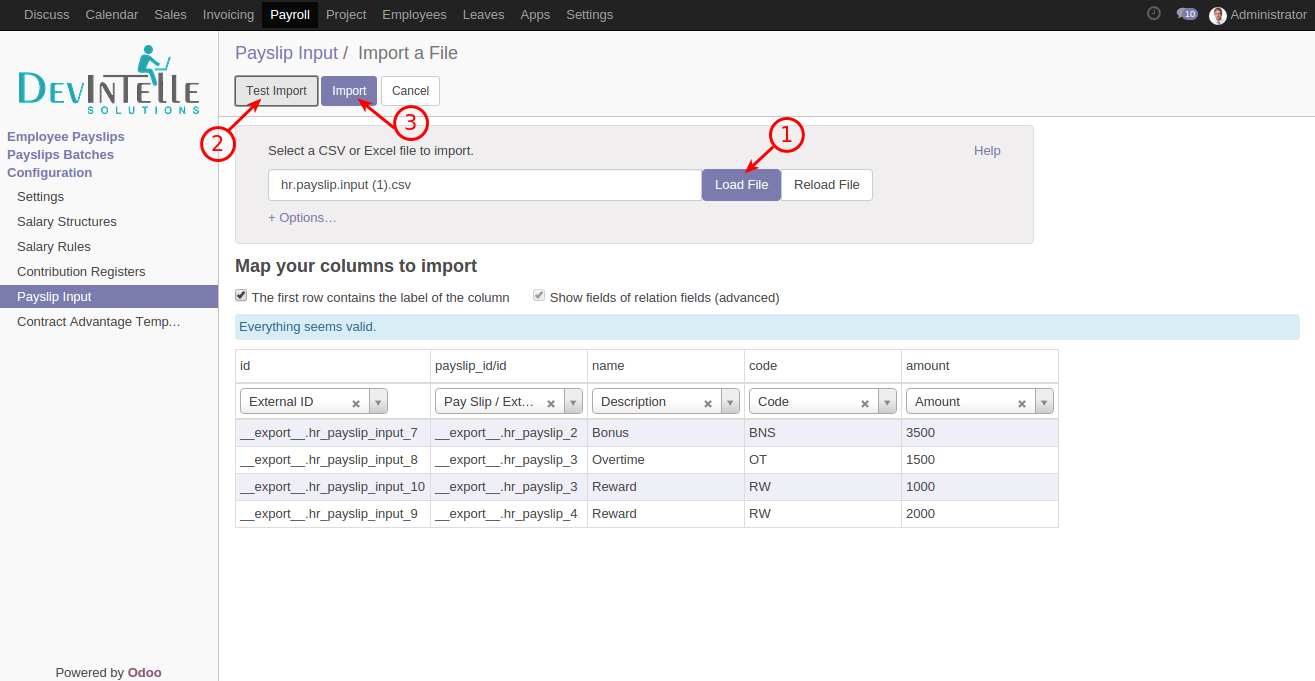 Discuss Calendar Sales Invoicing Payroll Project Employees Leaves Apps Settings 10 Administrator
DEVINTELLE
SOLUTIONS
Employee Payslips
Payslips Batches
Configuration
Settings
Salary Structures
Salary Rules
Contribution Registers
Payslip Input
Contract Advantage Temp…
Powered by Odoo
Payslip Input / Import a File
Test Import Import Cancel
2 3 1
Select a CSV or Excel file to import. Help
hr.payslip.input (1).csv Load File Reload File
+ Options…
Map your columns to import
The first row contains the label of the column Show fields of relation fields (advanced)
Everything seems valid.
id payslip_id/id name code amount
External ID Pay Slip / Ext… Description Code Amount
__export__.hr_payslip_input_7 __export__.hr_payslip_2 Bonus BNS 3500
__export__.hr_payslip_input_8 __export__.hr_payslip_3 Overtime OT 1500
__export__.hr_payslip_input_10 __export__.hr_payslip_3 Reward RW 1000
__export__.hr_payslip_input_9 __export__.hr_payslip_4 Reward RW 2000